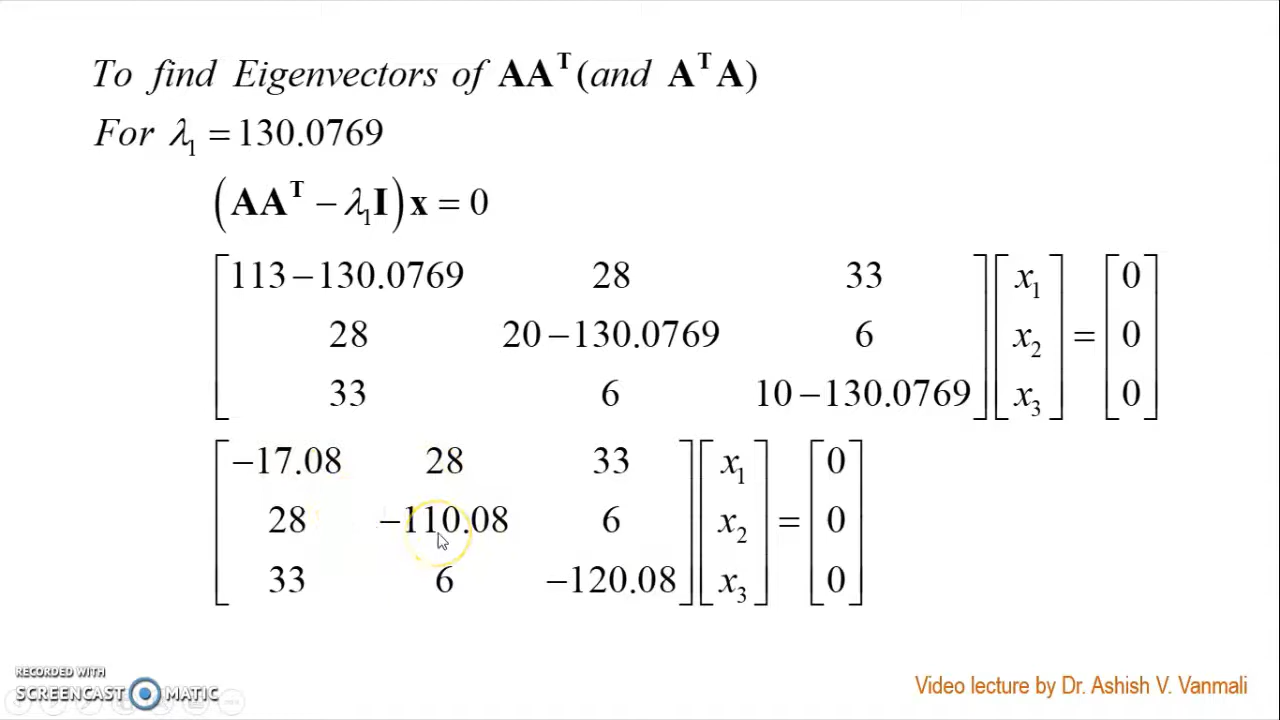 To find Eigenvectors of AAᵀ(and AᵀA)
For λ₁ = 130.0769
(AAᵀ − λ₁I)x = 0
[113 − 130.0769 28 33] [x₁] = [0]
[28 20 − 130.0769 6] [x₂] = [0]
[33 6 10 − 130.0769] [x₃] = [0]
[−17.08 28 33] [x₁] = [0]
[28 −110.08 6] [x₂] = [0]
[33 6 −120.08] [x₃] = [0]
RECORDED WITH
SCREENCAST MATIC
Video lecture by Dr. Ashish V. Vanmali